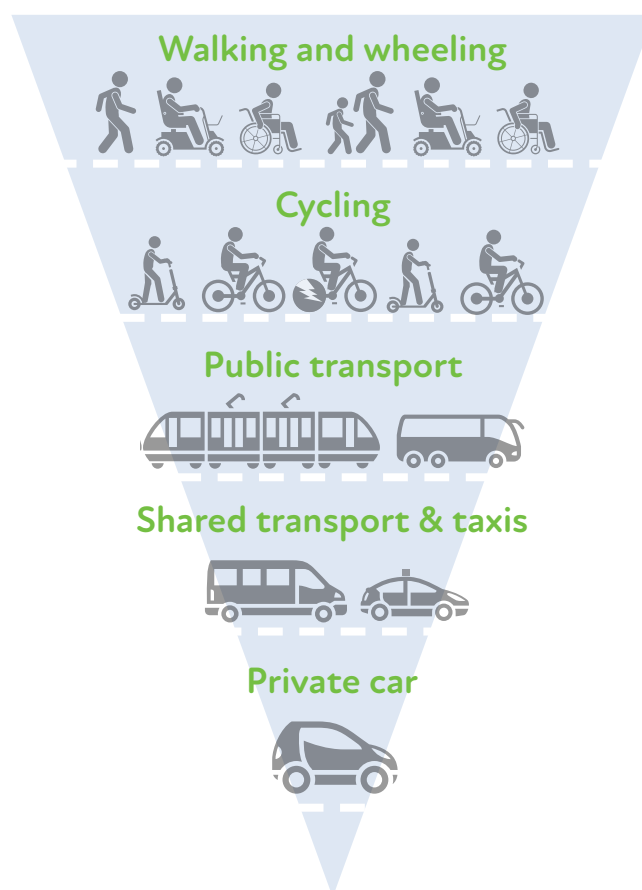 Walking and wheeling
Cycling
Public transport
Shared transport & taxis
Private car